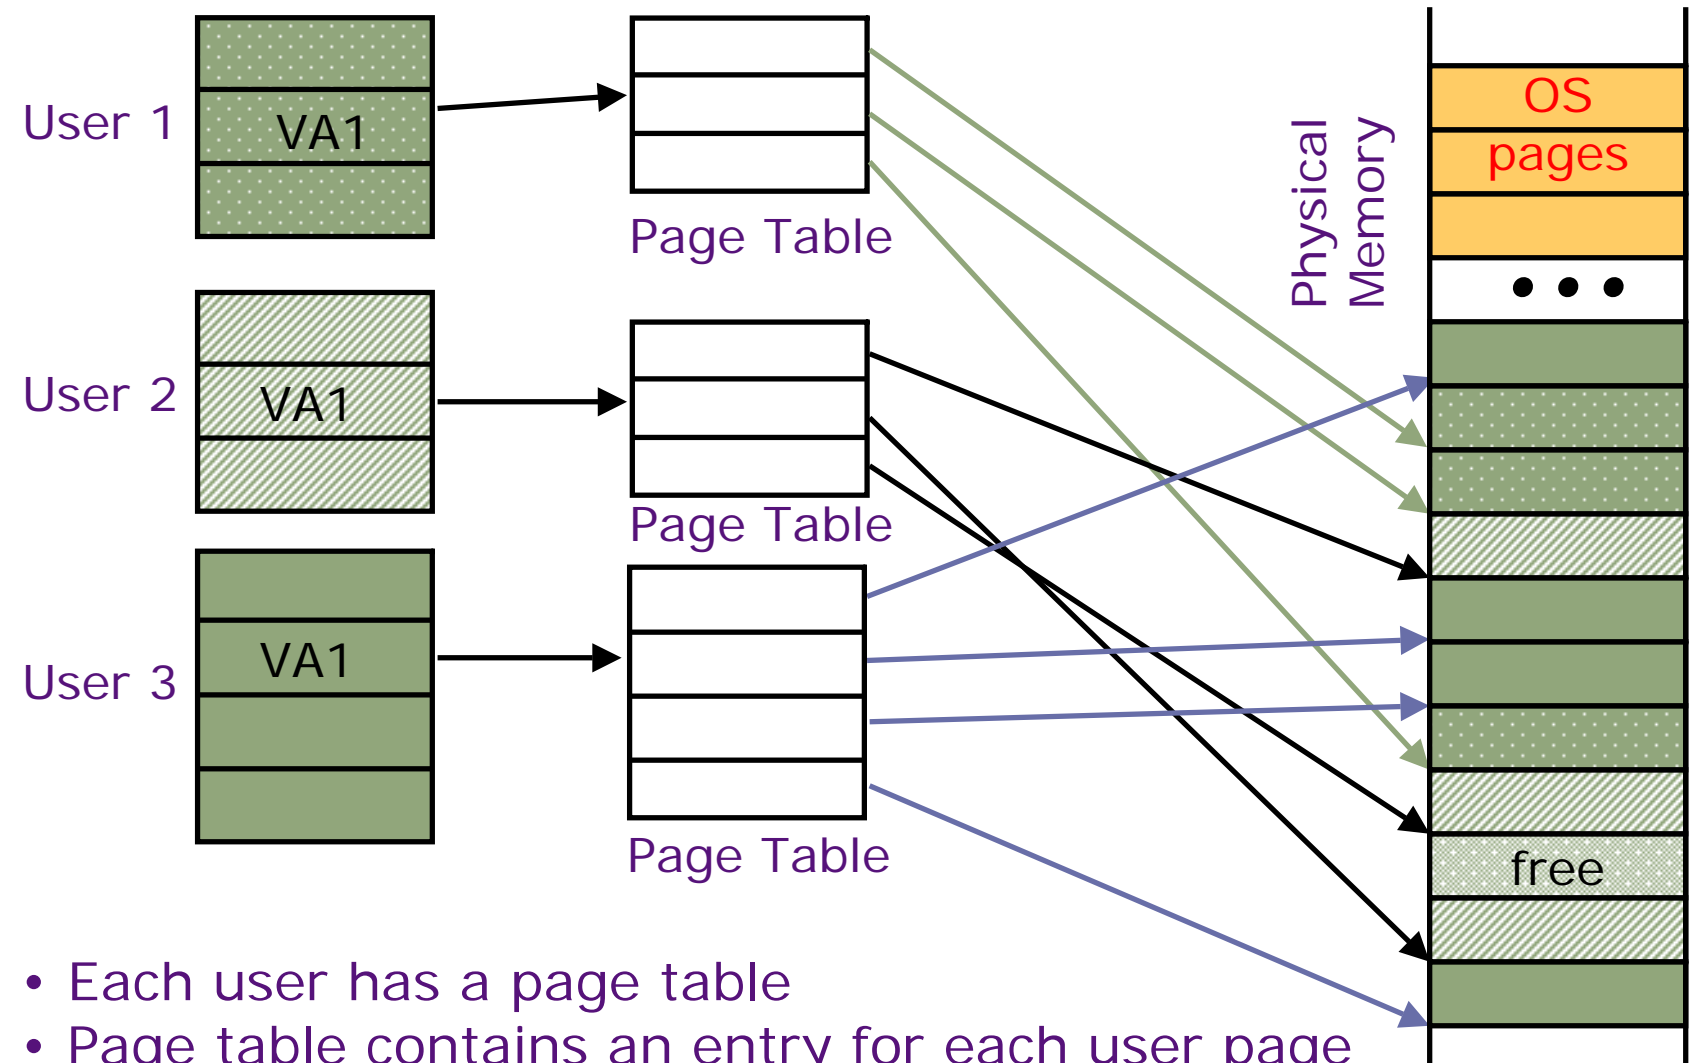 User 1
VA1
Page Table
Physical
Memory
OS
pages
• • •
User 2
VA1
Page Table
User 3
VA1
Page Table
free
• Each user has a page table
• Page table contains an entry for each user page